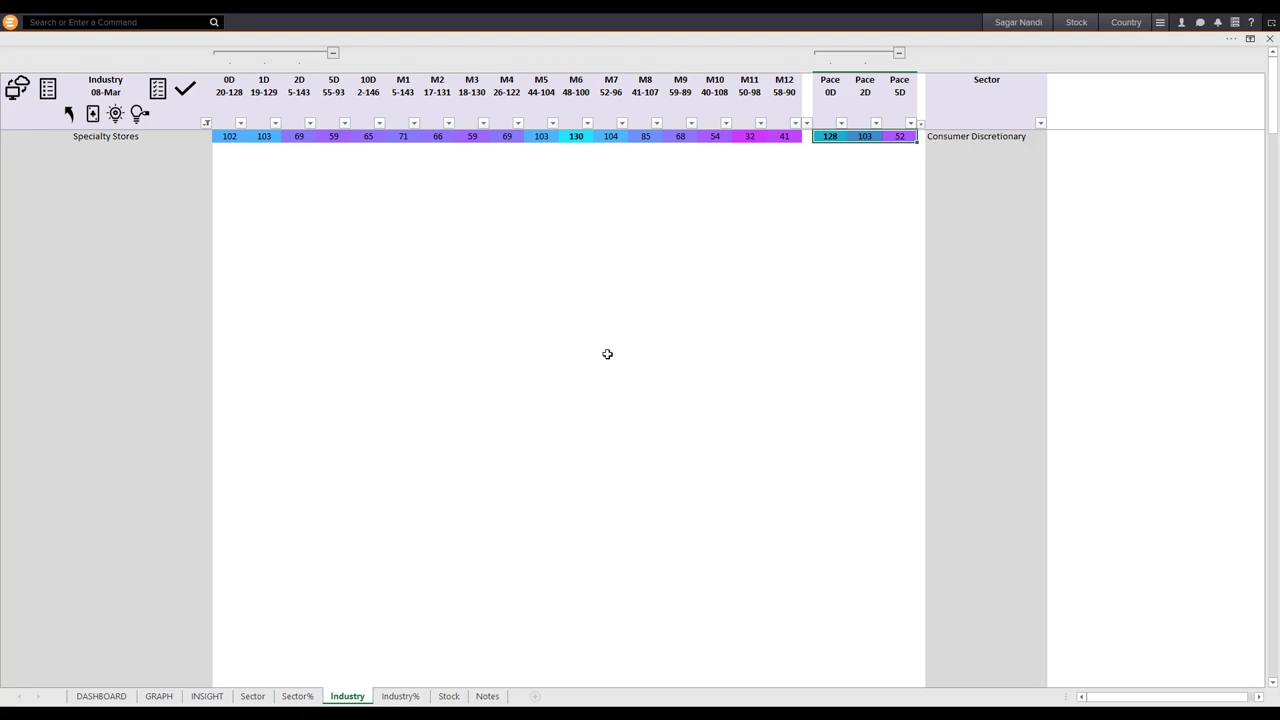 Search or Enter a Command
Sagar Nandi Stock Country
Industry 0D 1D 2D 5D 10D M1 M2 M3 M4 M5 M6 M7 M8 M9 M10 M11 M12 Pace Pace Pace Sector
08-Mar 20-128 19-129 5-143 55-93 2-146 5-143 17-131 18-130 26-122 44-104 48-100 52-96 41-107 59-89 40-108 50-98 58-90 0D 2D 5D
Specialty Stores 102 103 69 59 65 71 66 59 69 103 130 104 85 68 54 32 41 128 103 52 Consumer Discretionary
DASHBOARD GRAPH INSIGHT Sector Sector% Industry Industry% Stock Notes